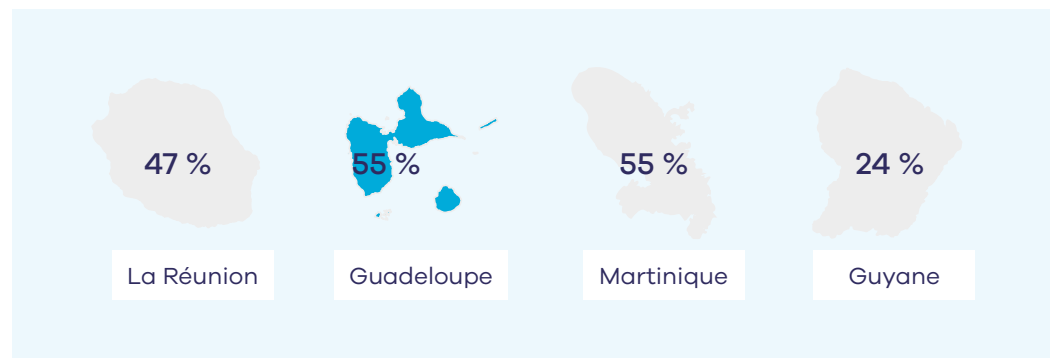 47 %
55 %
55 %
24 %
La Réunion
Guadeloupe
Martinique
Guyane